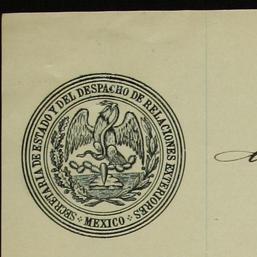 SECRETARIA DE ESTADO Y DEL DESPACHO DE RELACIONES EXTERIORES
MEXICO